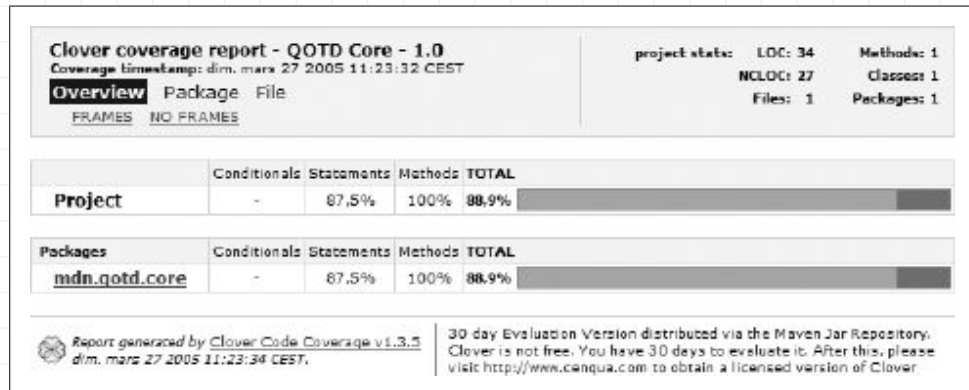 Clover coverage report - QOTD Core - 1.0
Coverage timestamp: dim. mars 27 2005 11:23:32 CEST
Overview Package File
FRAMES NO FRAMES
project stats: LOC: 34 Methods: 1
NCLOC: 27 Classes: 1
Files: 1 Packages: 1
Conditionals Statements Methods TOTAL
Project - 87,5% 100% 88,9%
Packages Conditionals Statements Methods TOTAL
mdn.qotd.core - 87,5% 100% 88,9%
Report generated by Clover Code Coverage v1.3.5
dim. mars 27 2005 11:23:34 CEST.
30 day Evaluation Version distributed via the Maven Jar Repository.
Clover is not free. You have 30 days to evaluate it. After this, please
visit http://www.cenqua.com to obtain a licensed version of Clover